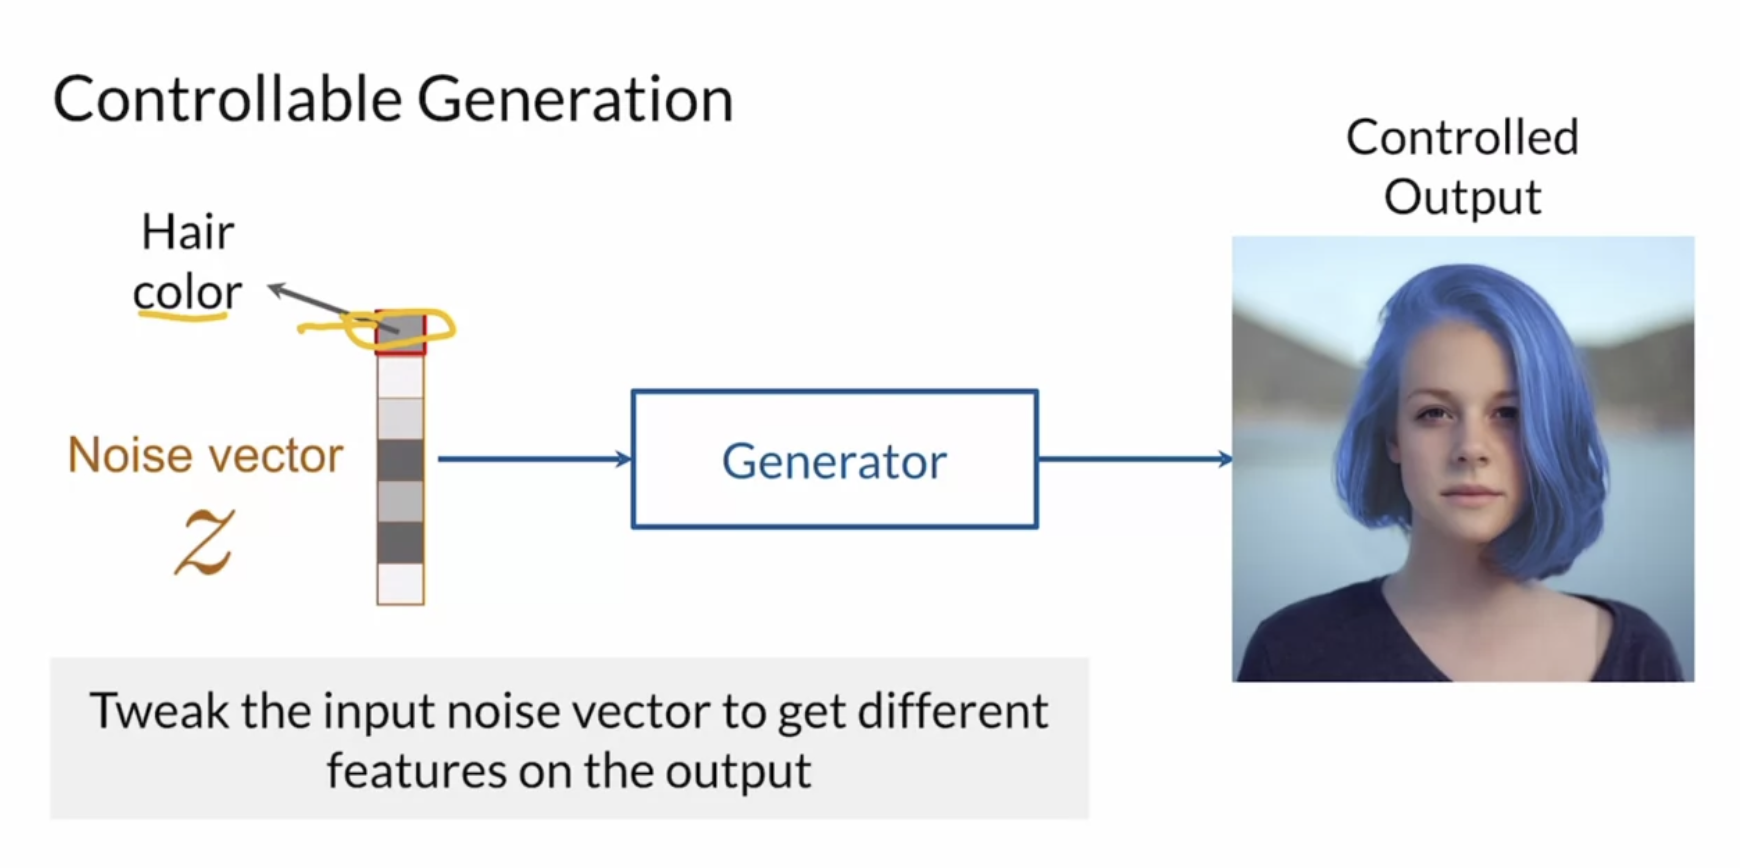 Controllable Generation
Controlled
Output
Hair
color
Noise vector
z
Generator
Tweak the input noise vector to get different
features on the output